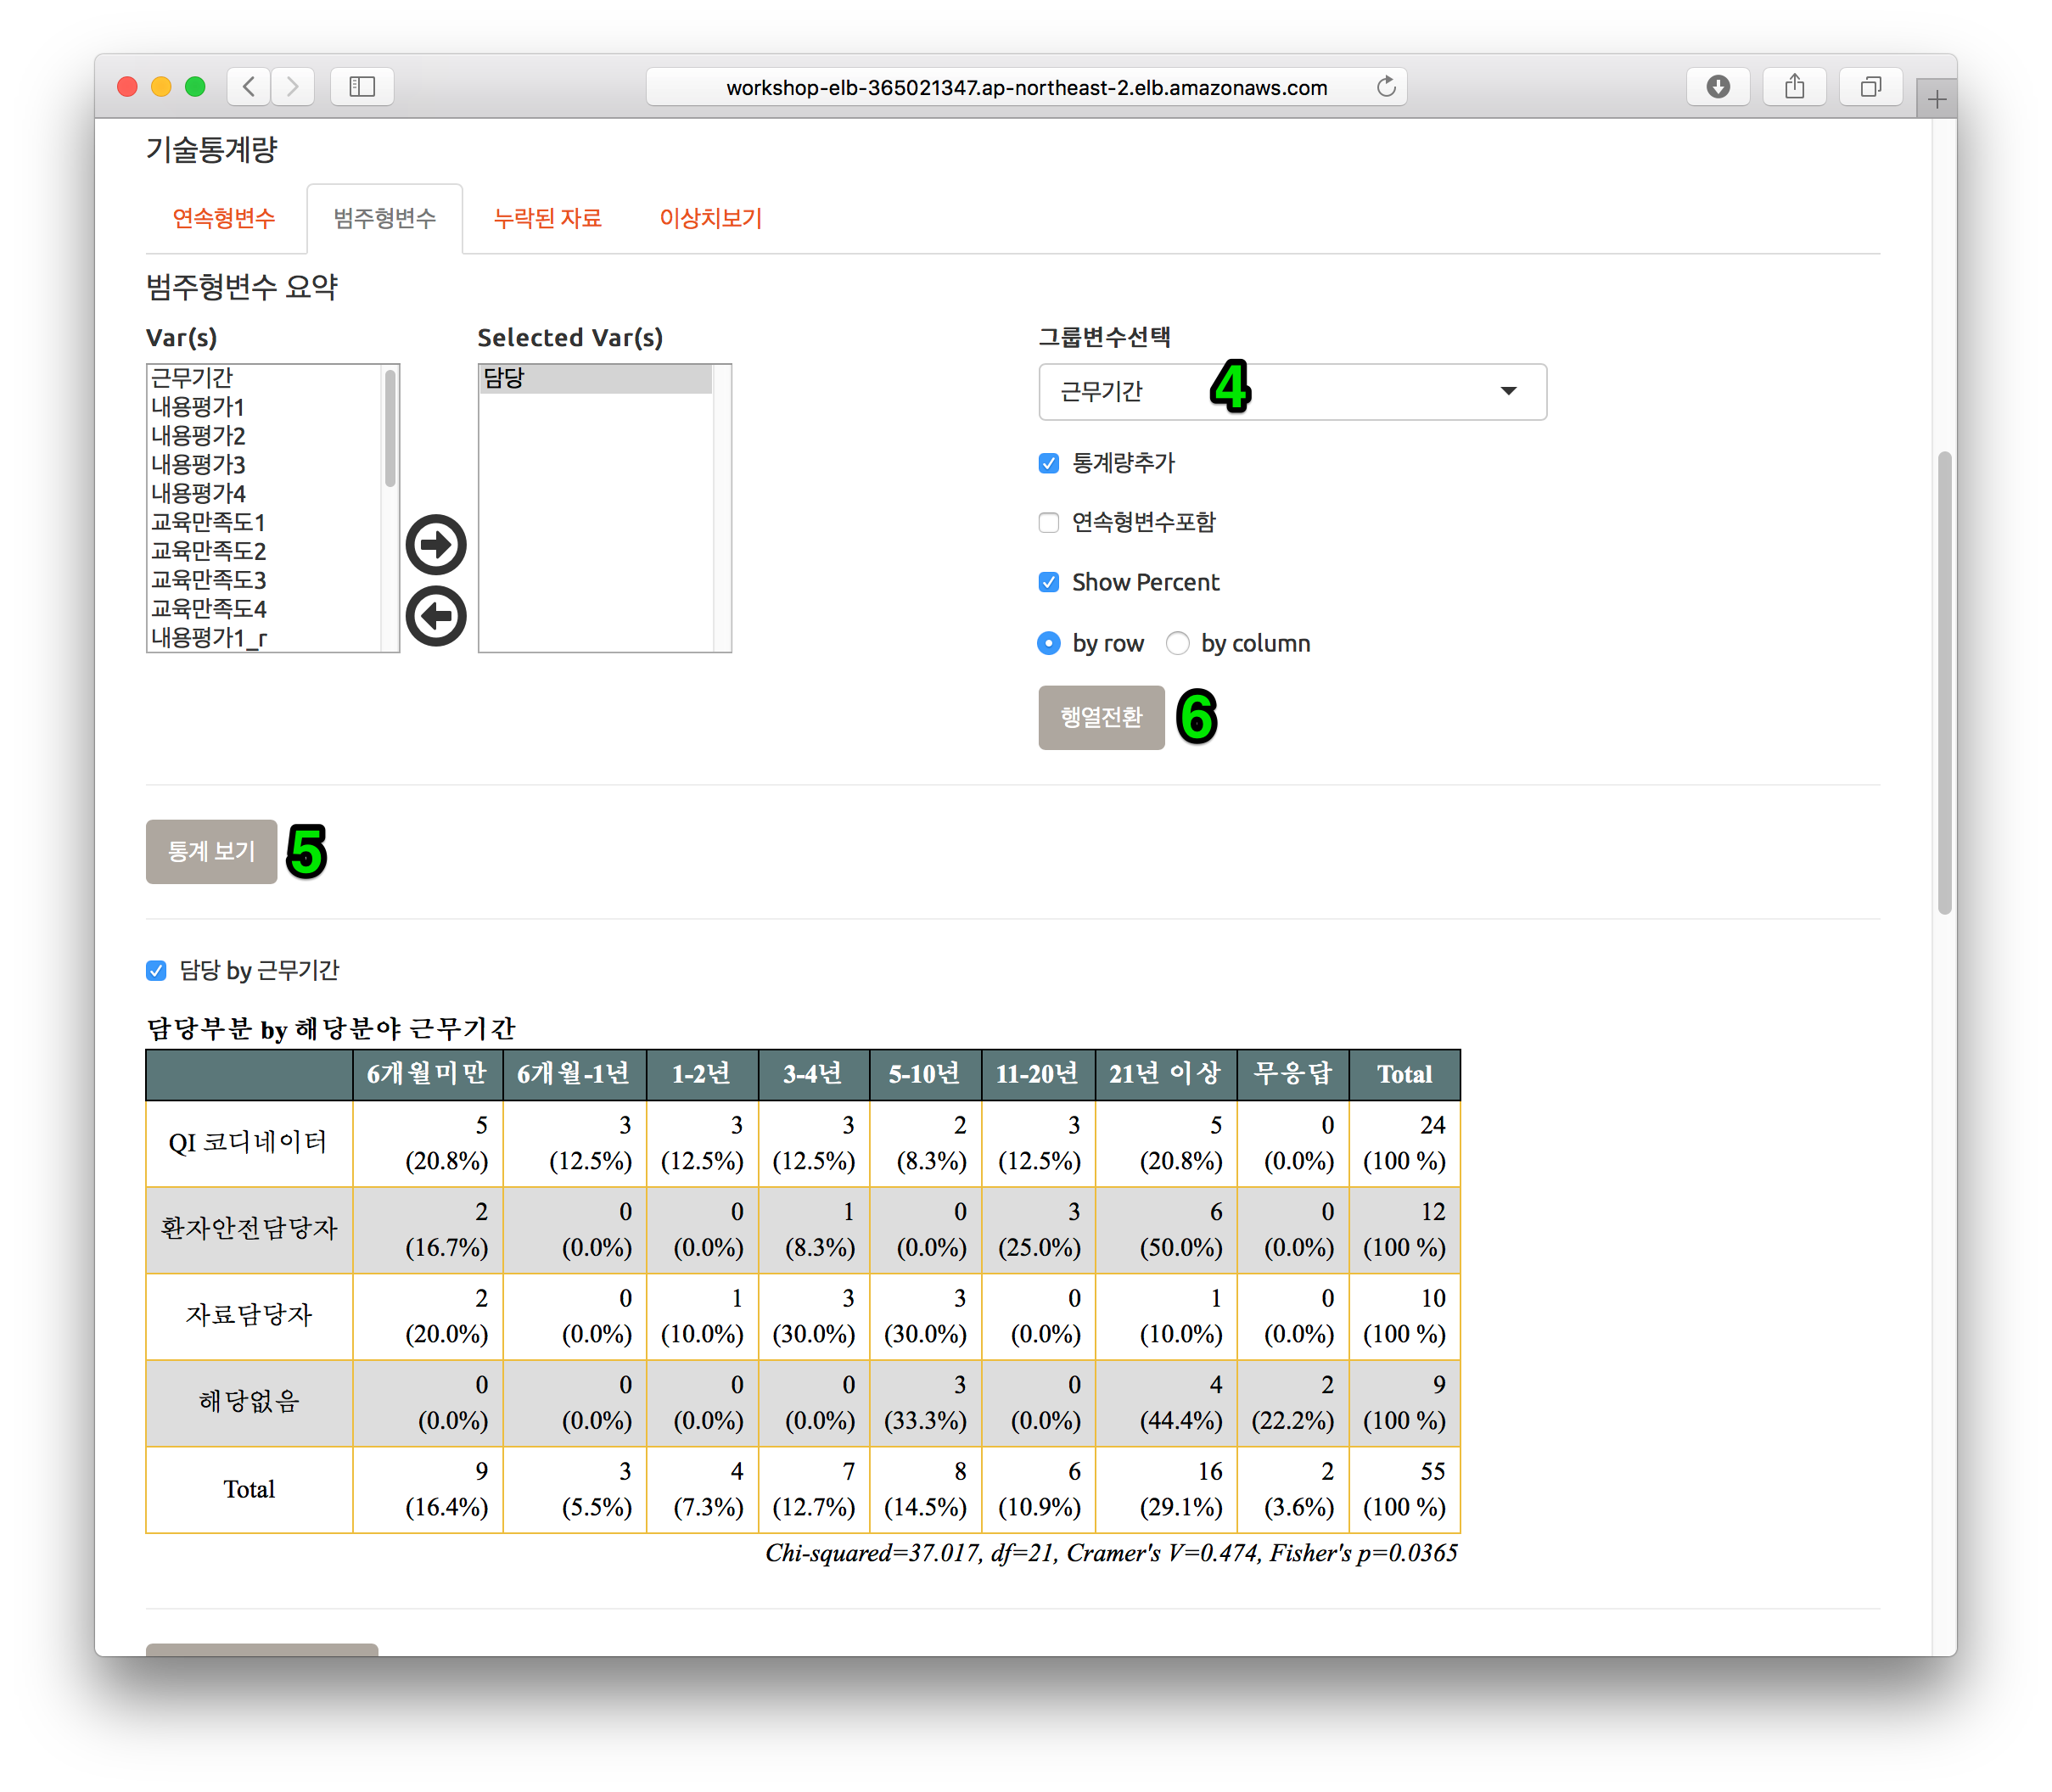 workshop-elb-365021347.ap-northeast-2.elb.amazonaws.com
기술통계량
연속형변수 범주형변수 누락된 자료 이상치보기
범주형변수 요약
Var(s) Selected Var(s) 그룹변수선택
근무기간
내용평가1
내용평가2
내용평가3
내용평가4
교육만족도1
교육만족도2
교육만족도3
교육만족도4
내용평가1_r
담당
근무기간 4
통계량추가
연속형변수포함
Show Percent
by row by column
행열전환 6
통계 보기 5
담당 by 근무기간
담당부분 by 해당분야 근무기간
6개월미만 6개월-1년 1-2년 3-4년 5-10년 11-20년 21년 이상 무응답 Total
QI 코디네이터 5 3 3 3 2 3 5 0 24
(20.8%) (12.5%) (12.5%) (12.5%) (8.3%) (12.5%) (20.8%) (0.0%) (100 %)
환자안전담당자 2 0 0 1 0 3 6 0 12
(16.7%) (0.0%) (0.0%) (8.3%) (0.0%) (25.0%) (50.0%) (0.0%) (100 %)
자료담당자 2 0 1 3 3 0 1 0 10
(20.0%) (0.0%) (10.0%) (30.0%) (30.0%) (0.0%) (10.0%) (0.0%) (100 %)
해당없음 0 0 0 0 3 0 4 2 9
(0.0%) (0.0%) (0.0%) (0.0%) (33.3%) (0.0%) (44.4%) (22.2%) (100 %)
Total 9 3 4 7 8 6 16 2 55
(16.4%) (5.5%) (7.3%) (12.7%) (14.5%) (10.9%) (29.1%) (3.6%) (100 %)
Chi-squared=37.017, df=21, Cramer's V=0.474, Fisher's p=0.0365